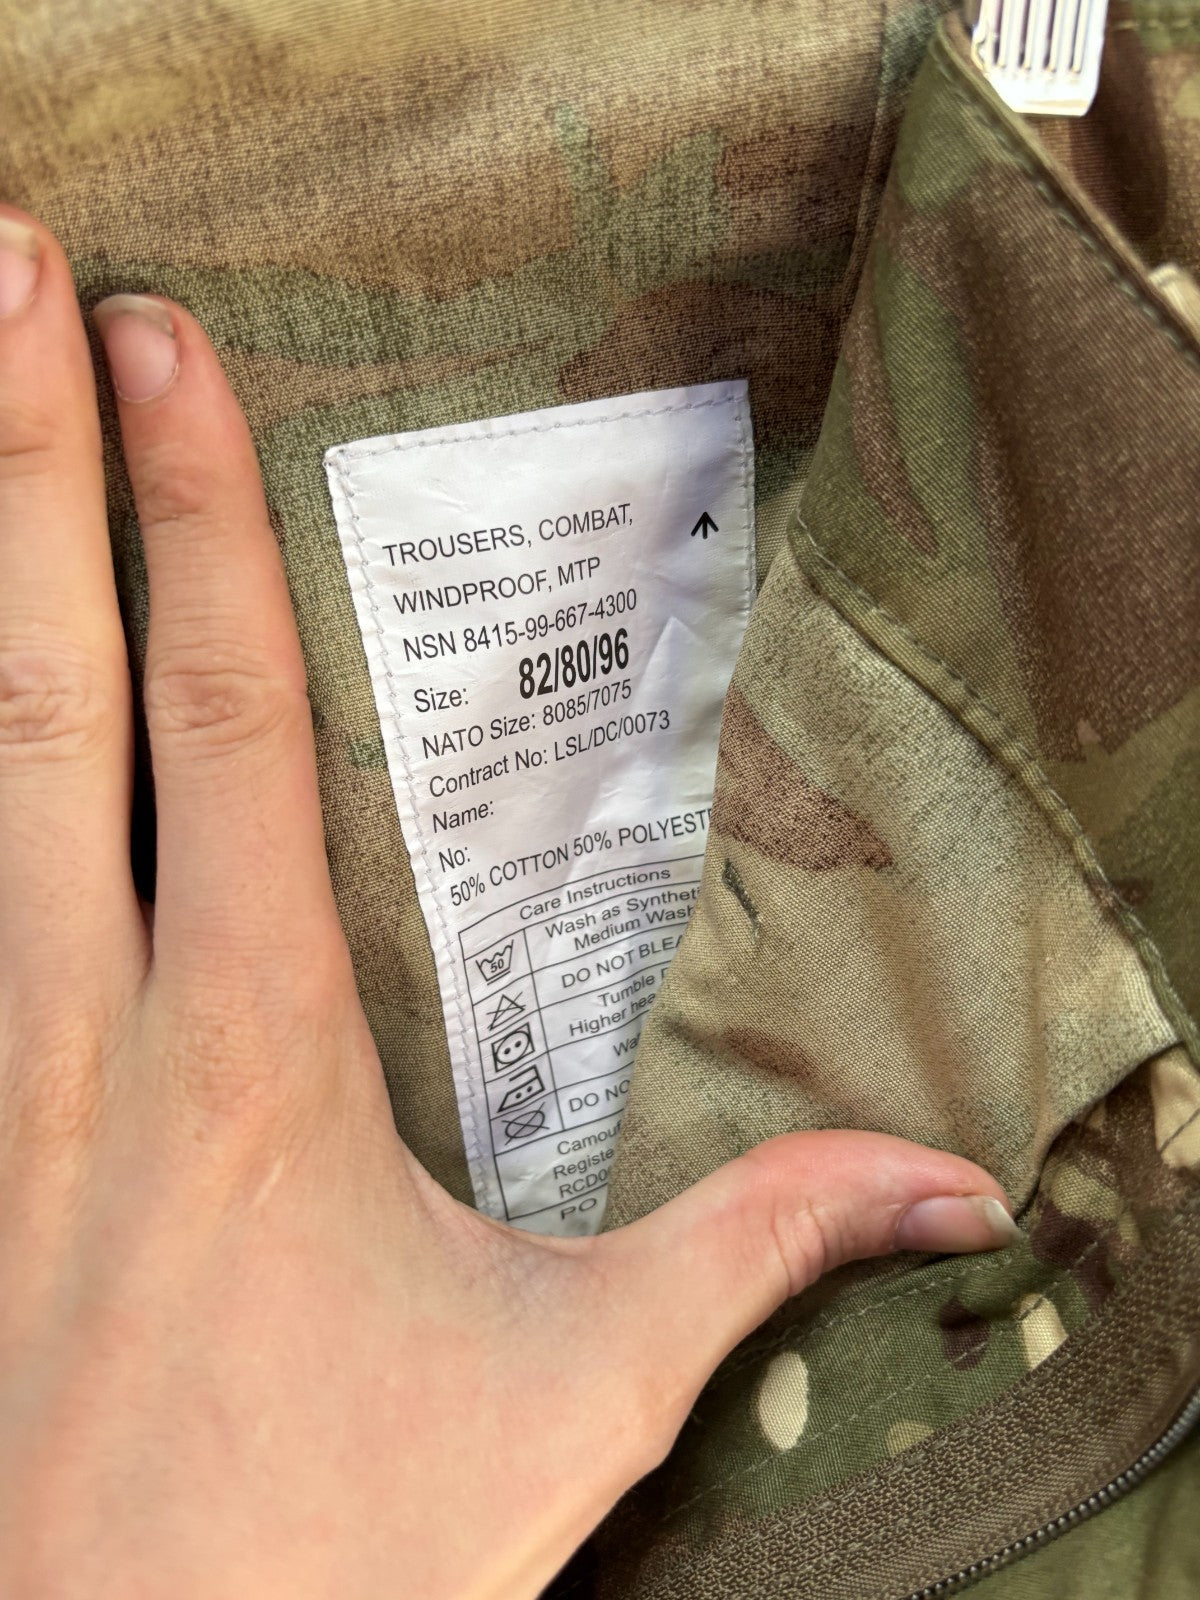 TROUSERS, COMBAT,
WINDPROOF, MTP
NSN 8415-99-667-4300
Size: 82/80/96
NATO Size: 8085/7075
Contract No: LSL/DC/0073
Name:
No:
50% COTTON 50% POLYEST
Care Instructions
Wash as Syntheti
Medium Wash
50
DO NOT BLEA
Tumble
Higher hea
Wa
DO NO
Camou
Registe
RCD0
PO